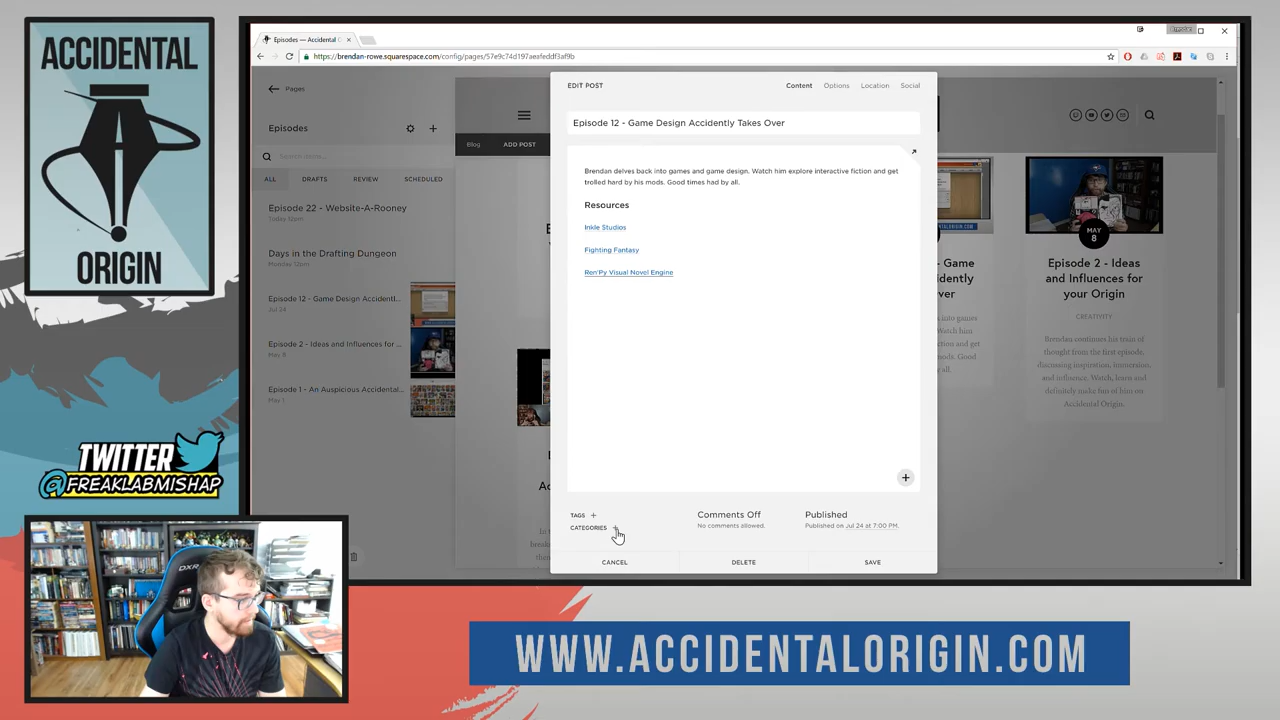 ACCIDENTAL
ORIGIN
TWITTER
@FREAKLABMISHAP
DXR
Episodes — Accidental
https://brendan-rowe.squarespace.com/config/pages/57e9c74d197aeafeddf3af9b
Pages
Episodes
ALL
DRAFTS
REVIEW
SCHEDULED
Episode 22 - Website-A-Rooney
Today 12pm
Days in the Drafting Dungeon
Monday 12pm
Episode 12 - Game Design Accidentl...
Jul 24
Episode 2 - Ideas and Influences for ...
May 8
Episode 1 - An Auspicious Accidental...
May 1
Blog
ADD POST
EDIT POST
Content
Options
Location
Social
Episode 12 - Game Design Accidently Takes Over
Brendan delves back into games and game design. Watch him explore interactive fiction and get
trolled hard by his mods. Good times had by all.
Resources
Inkle Studios
Fighting Fantasy
Ren'Py Visual Novel Engine
TAGS
CATEGORIES
Comments Off
No comments allowed.
Published
Published on Jul 24 at 7:00 PM.
CANCEL
DELETE
SAVE
MAY
8
Episode 2 - Ideas
and Influences for
your Origin
CREATIVITY
Brendan continues his train of
thought from the first episode,
discussing inspiration, immersion,
and influence. Watch, learn and
definitely make fun of him on
Accidental Origin.
WWW.ACCIDENTALORIGIN.COM